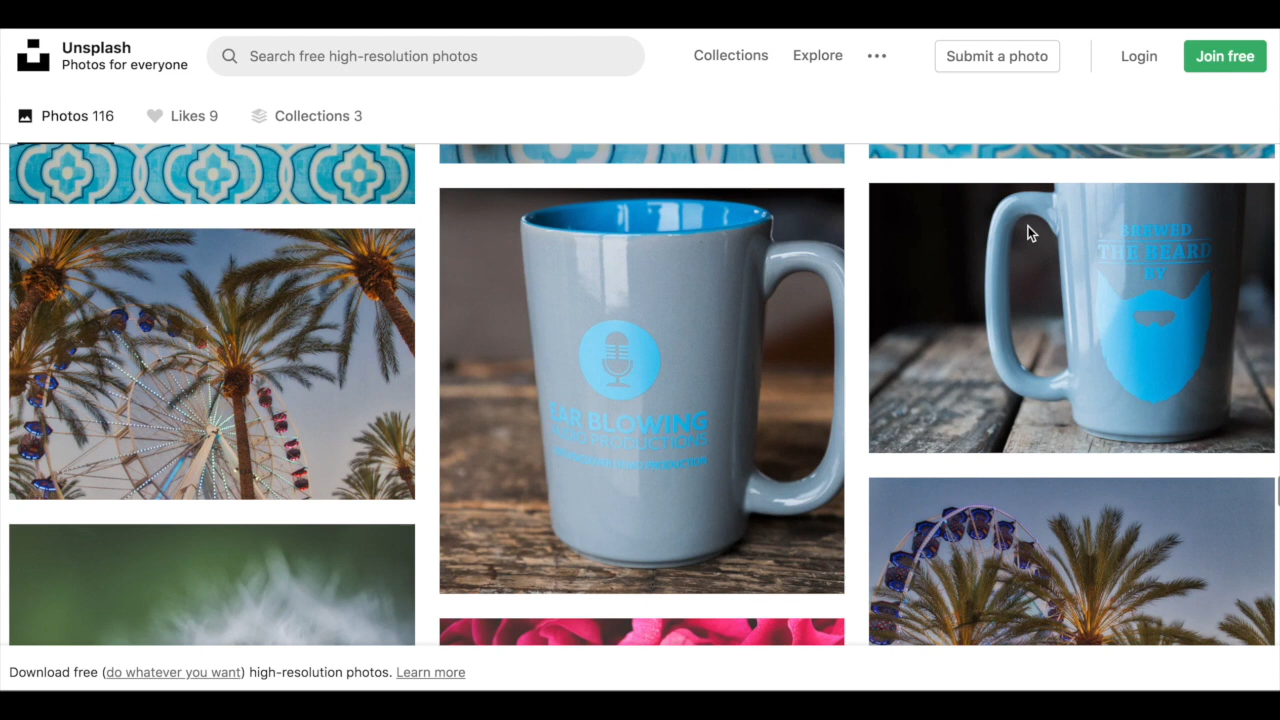 Unsplash
Photos for everyone
Search free high-resolution photos
Collections
Explore
Submit a photo
Login
Join free
Photos 116
Likes 9
Collections 3
EAR BLOWING
PRODUCTIONS
BREWED
THE BEARD
BY
Download free (do whatever you want) high-resolution photos. Learn more